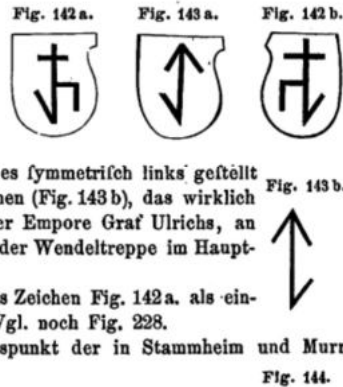 Fig. 142 a. Fig. 143 a. Fig. 142 b.
es ſymmetriſch links geſtellt
nen (Fig. 143 b), das wirklich
er Empore Graf Ulrichs, an
der Wendeltreppe im Haupt-
Fig. 143 b.
s Zeichen Fig. 142 a. als ein-
Vgl. noch Fig. 228.
spunkt der in Stammheim und Murr
Fig. 144.